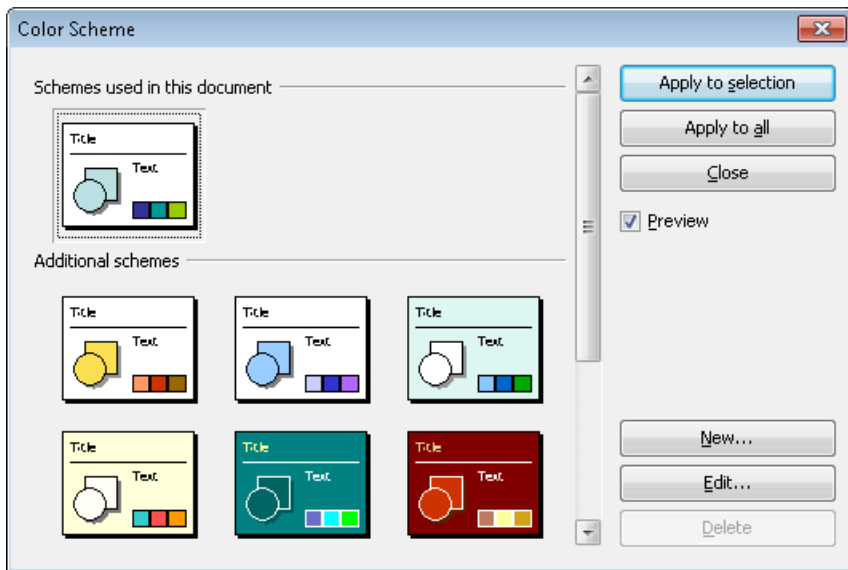 Color Scheme
Schemes used in this document
Title
Text
Additional schemes
Title
Text
Title
Text
Title
Text
Title
Text
Title
Text
Title
Text
Apply to selection
Apply to all
Close
Preview
New...
Edit...
Delete